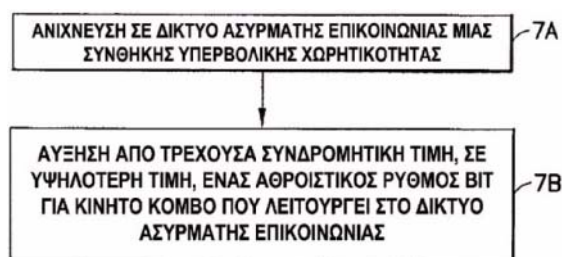 ΑΝΙΧΝΕΥΣΗ ΣΕ ΔΙΚΤΥΟ ΑΣΥΡΜΑΤΗΣ ΕΠΙΚΟΙΝΩΝΙΑΣ ΜΙΑΣ
ΣΥΝΘΗΚΗΣ ΥΠΕΡΒΟΛΙΚΗΣ ΧΩΡΗΤΙΚΟΤΗΤΑΣ
7A
ΑΥΞΗΣΗ ΑΠΟ ΤΡΕΧΟΥΣΑ ΣΥΝΔΡΟΜΗΤΙΚΗ ΤΙΜΗ, ΣΕ
ΥΨΗΛΟΤΕΡΗ ΤΙΜΗ, ΕΝΑΣ ΑΘΡΟΙΣΤΙΚΟΣ ΡΥΘΜΟΣ BIT
ΓΙΑ ΚΙΝΗΤΟ ΚΟΜΒΟ ΠΟΥ ΛΕΙΤΟΥΡΓΕΙ ΣΤΟ ΔΙΚΤΥΟ
ΑΣΥΡΜΑΤΗΣ ΕΠΙΚΟΙΝΩΝΙΑΣ
7B